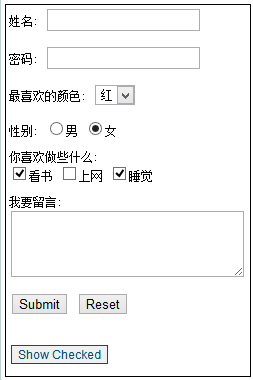 姓名:
密码:
最喜欢的颜色: 红
性别: 男 女
你喜欢做些什么:
看书 上网 睡觉
我要留言:
Submit Reset
Show Checked